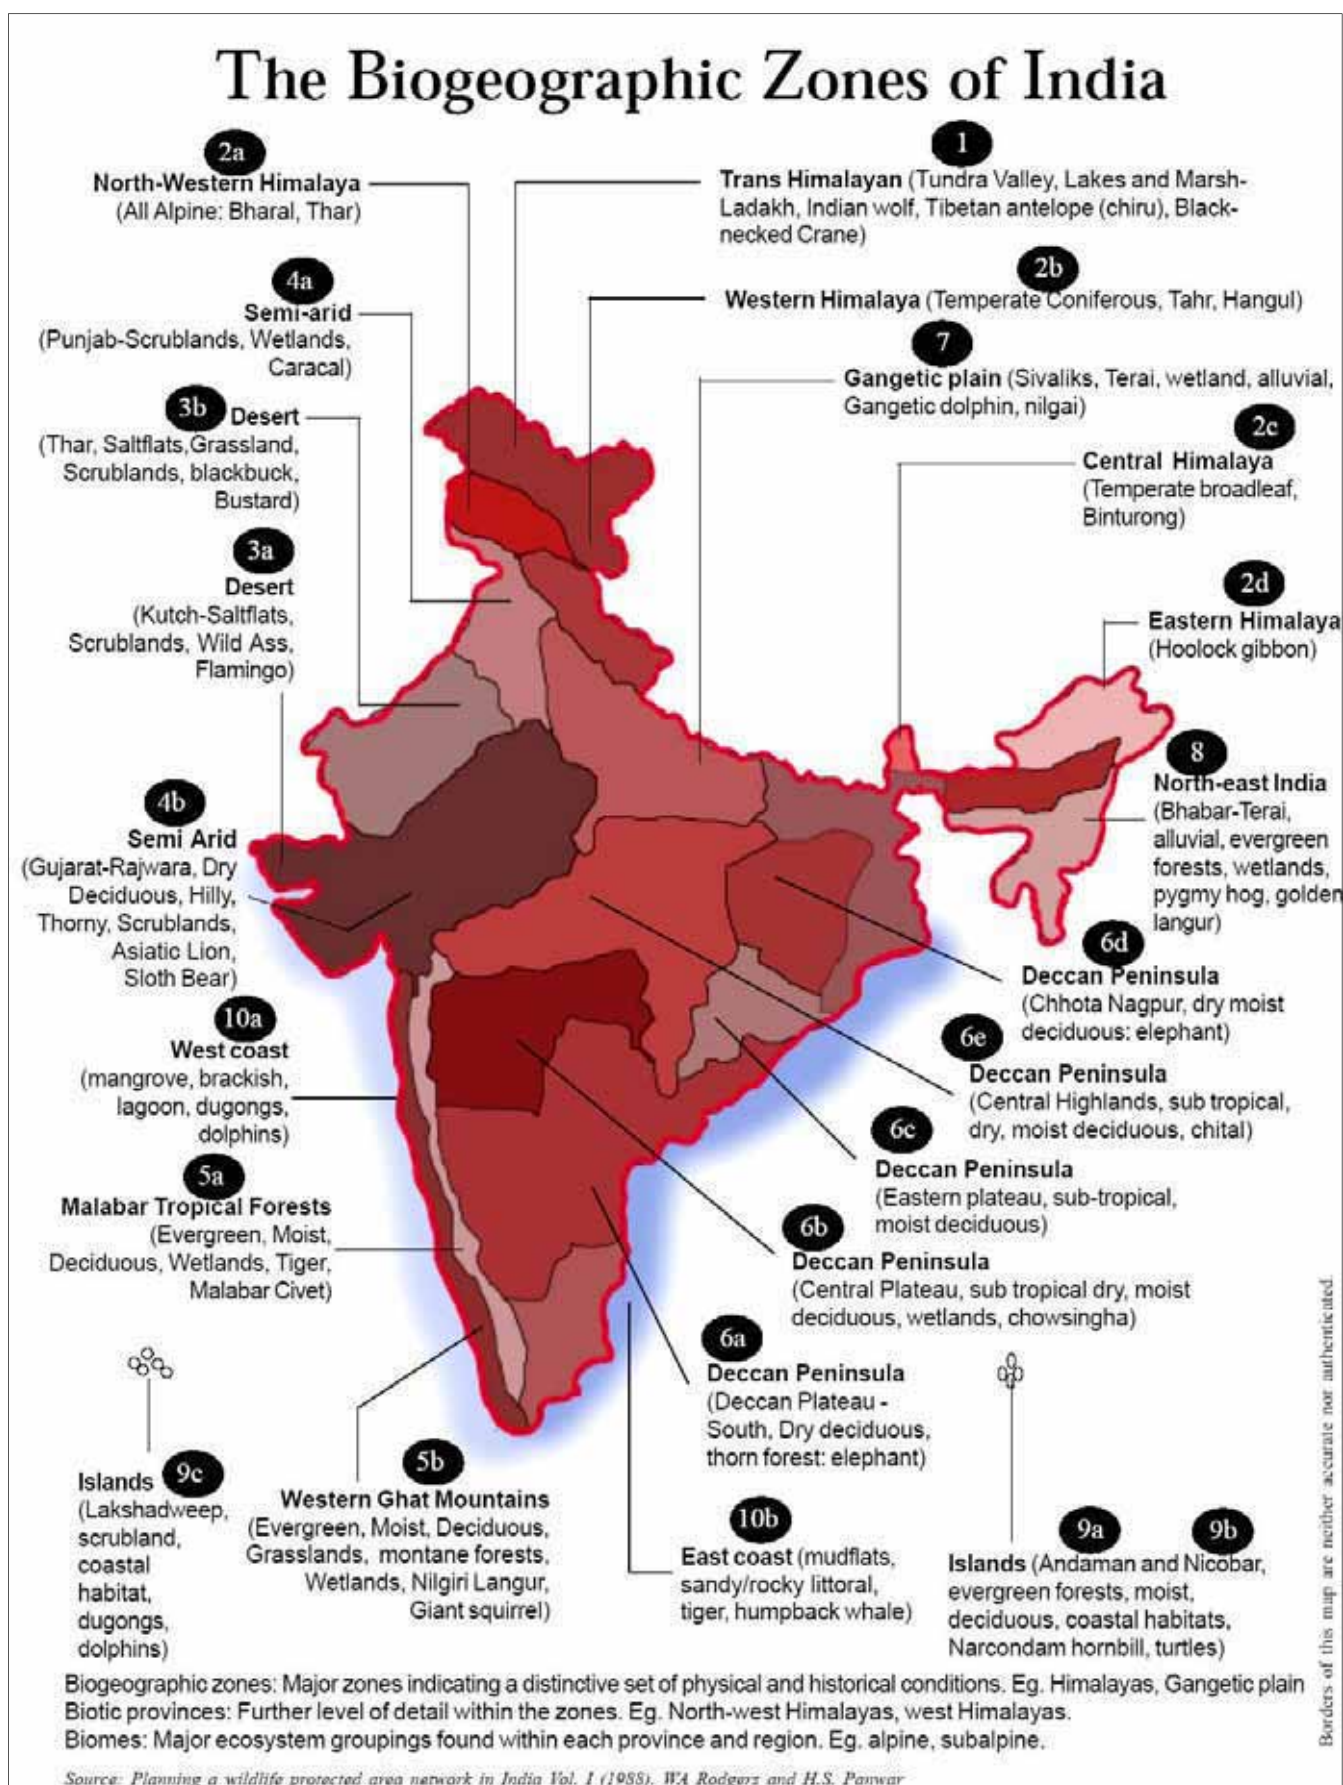 The Biogeographic Zones of India
2a
North-Western Himalaya
(All Alpine: Bharal, Thar)
1
Trans Himalayan (Tundra Valley, Lakes and Marsh-
Ladakh, Indian wolf, Tibetan antelope (chiru), Black-
necked Crane)
2b
Western Himalaya (Temperate Coniferous, Tahr, Hangul)
4a
Semi-arid
(Punjab-Scrublands, Wetlands,
Caracal)
7
Gangetic plain (Sivaliks, Terai, wetland, alluvial,
Gangetic dolphin, nilgai)
3b Desert
(Thar, Saltflats,Grassland,
Scrublands, blackbuck,
Bustard)
2c
Central Himalaya
(Temperate broadleaf,
Binturong)
3a
Desert
(Kutch-Saltflats,
Scrublands, Wild Ass,
Flamingo)
2d
Eastern Himalaya
(Hoolock gibbon)
8
North-east India
(Bhabar-Terai,
alluvial, evergreen
forests, wetlands,
pygmy hog, golden
langur)
4b
Semi Arid
(Gujarat-Rajwara, Dry
Deciduous, Hilly,
Thorny, Scrublands,
Asiatic Lion,
Sloth Bear)
6d
Deccan Peninsula
(Chhota Nagpur, dry moist
deciduous: elephant)
10a
West coast
(mangrove, brackish,
lagoon, dugongs,
dolphins)
6e
Deccan Peninsula
(Central Highlands, sub tropical,
dry, moist deciduous, chital)
6c
Deccan Peninsula
(Eastern plateau, sub-tropical,
moist deciduous)
5a
Malabar Tropical Forests
(Evergreen, Moist,
Deciduous, Wetlands, Tiger,
Malabar Civet)
6b
Deccan Peninsula
(Central Plateau, sub tropical dry, moist
deciduous, wetlands, chowsingha)
6a
Deccan Peninsula
(Deccan Plateau -
South, Dry deciduous,
thorn forest: elephant)
Islands 9c
(Lakshadweep,
scrubland,
coastal
habitat,
dugongs,
dolphins)
5b
Western Ghat Mountains
(Evergreen, Moist, Deciduous,
Grasslands, montane forests,
Wetlands, Nilgiri Langur,
Giant squirrel)
10b
East coast (mudflats,
sandy/rocky littoral,
tiger, humpback whale)
9a 9b
Islands (Andaman and Nicobar,
evergreen forests, moist,
deciduous, coastal habitats,
Narcondam hornbill, turtles)
Borders of this map are neither accurate nor authenticated
Biogeographic zones: Major zones indicating a distinctive set of physical and historical conditions. Eg. Himalayas, Gangetic plain
Biotic provinces: Further level of detail within the zones. Eg. North-west Himalayas, west Himalayas.
Biomes: Major ecosystem groupings found within each province and region. Eg. alpine, subalpine.
Source: Planning a wildlife protected area network in India Vol. 1 (1988). WA Rodgers and H.S. Panwar